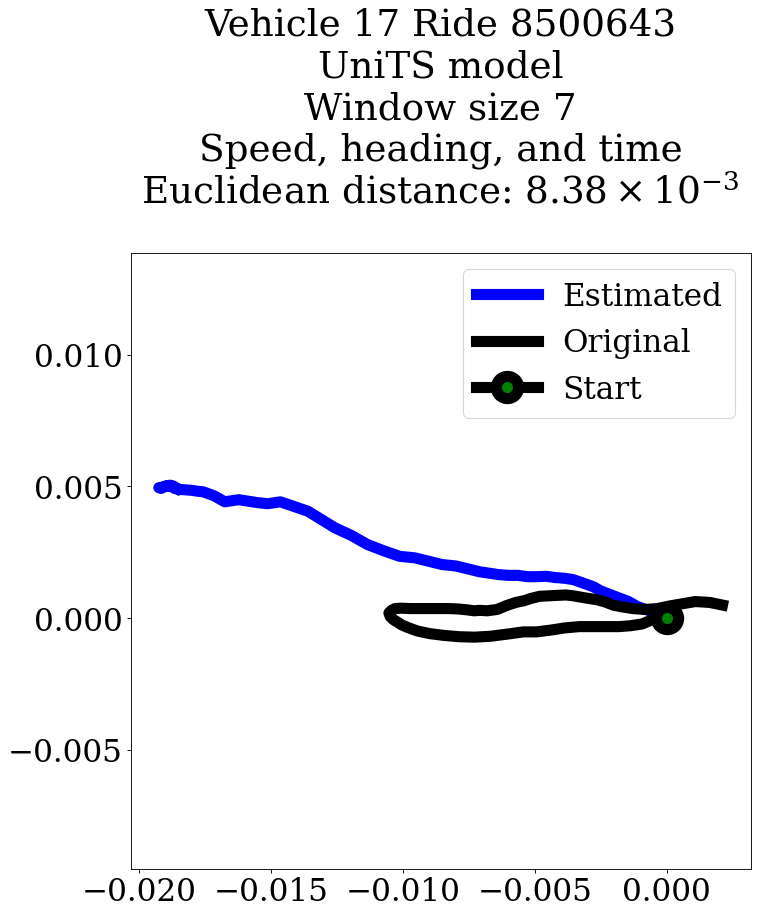 Vehicle 17 Ride 8500643
UniTS model
Window size 7
Speed, heading, and time
Euclidean distance: 8.38 × 10⁻³
Estimated
Original
Start
0.010
0.005
0.000
−0.005
−0.020 −0.015 −0.010 −0.005 0.000